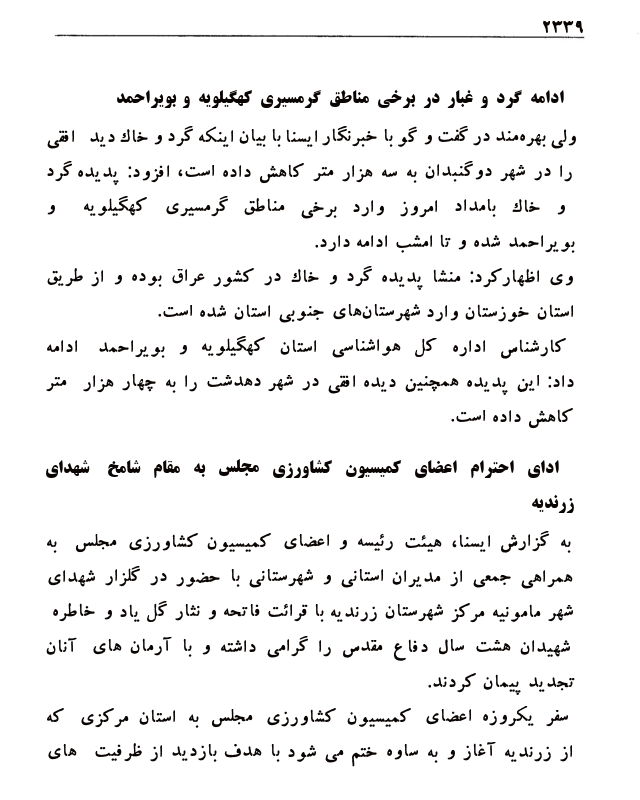 ۲۳۳۹
ادامه گرد و غبار در برخی مناطق گرمسیری کهگیلویه و بویراحمد
ولی بهره‌مند در گفت و گو با خبرنگار ایسنا با بیان اینکه گرد و خاك دید افقی
را در شهر دوگنبدان به سه هزار متر کاهش داده است، افزود: پدیده گرد
و خاك بامداد امروز وارد برخی مناطق گرمسیری کهگیلویه و
بویراحمد شده و تا امشب ادامه دارد.
وی اظهارکرد: منشا پدیده گرد و خاك در کشور عراق بوده و از طریق
استان خوزستان وارد شهرستان‌های جنوبی استان شده است.
کارشناس اداره کل هواشناسی استان کهگیلویه و بویراحمد ادامه
داد: این پدیده همچنین دیده افقی در شهر دهدشت را به چهار هزار متر
کاهش داده است.
ادای احترام اعضای کمیسیون کشاورزی مجلس به مقام شامخ شهدای
زرندیه
به گزارش ایسنا، هیئت رئیسه و اعضای کمیسیون کشاورزی مجلس به
همراهی جمعی از مدیران استانی و شهرستانی با حضور در گلزار شهدای
شهر مامونیه مرکز شهرستان زرندیه با قرائت فاتحه و نثار گل یاد و خاطره
شهیدان هشت سال دفاع مقدس را گرامی داشته و با آرمان های آنان
تجدید پیمان کردند.
سفر یکروزه اعضای کمیسیون کشاورزی مجلس به استان مرکزی که
از زرندیه آغاز و به ساوه ختم می شود با هدف بازدید از ظرفیت های